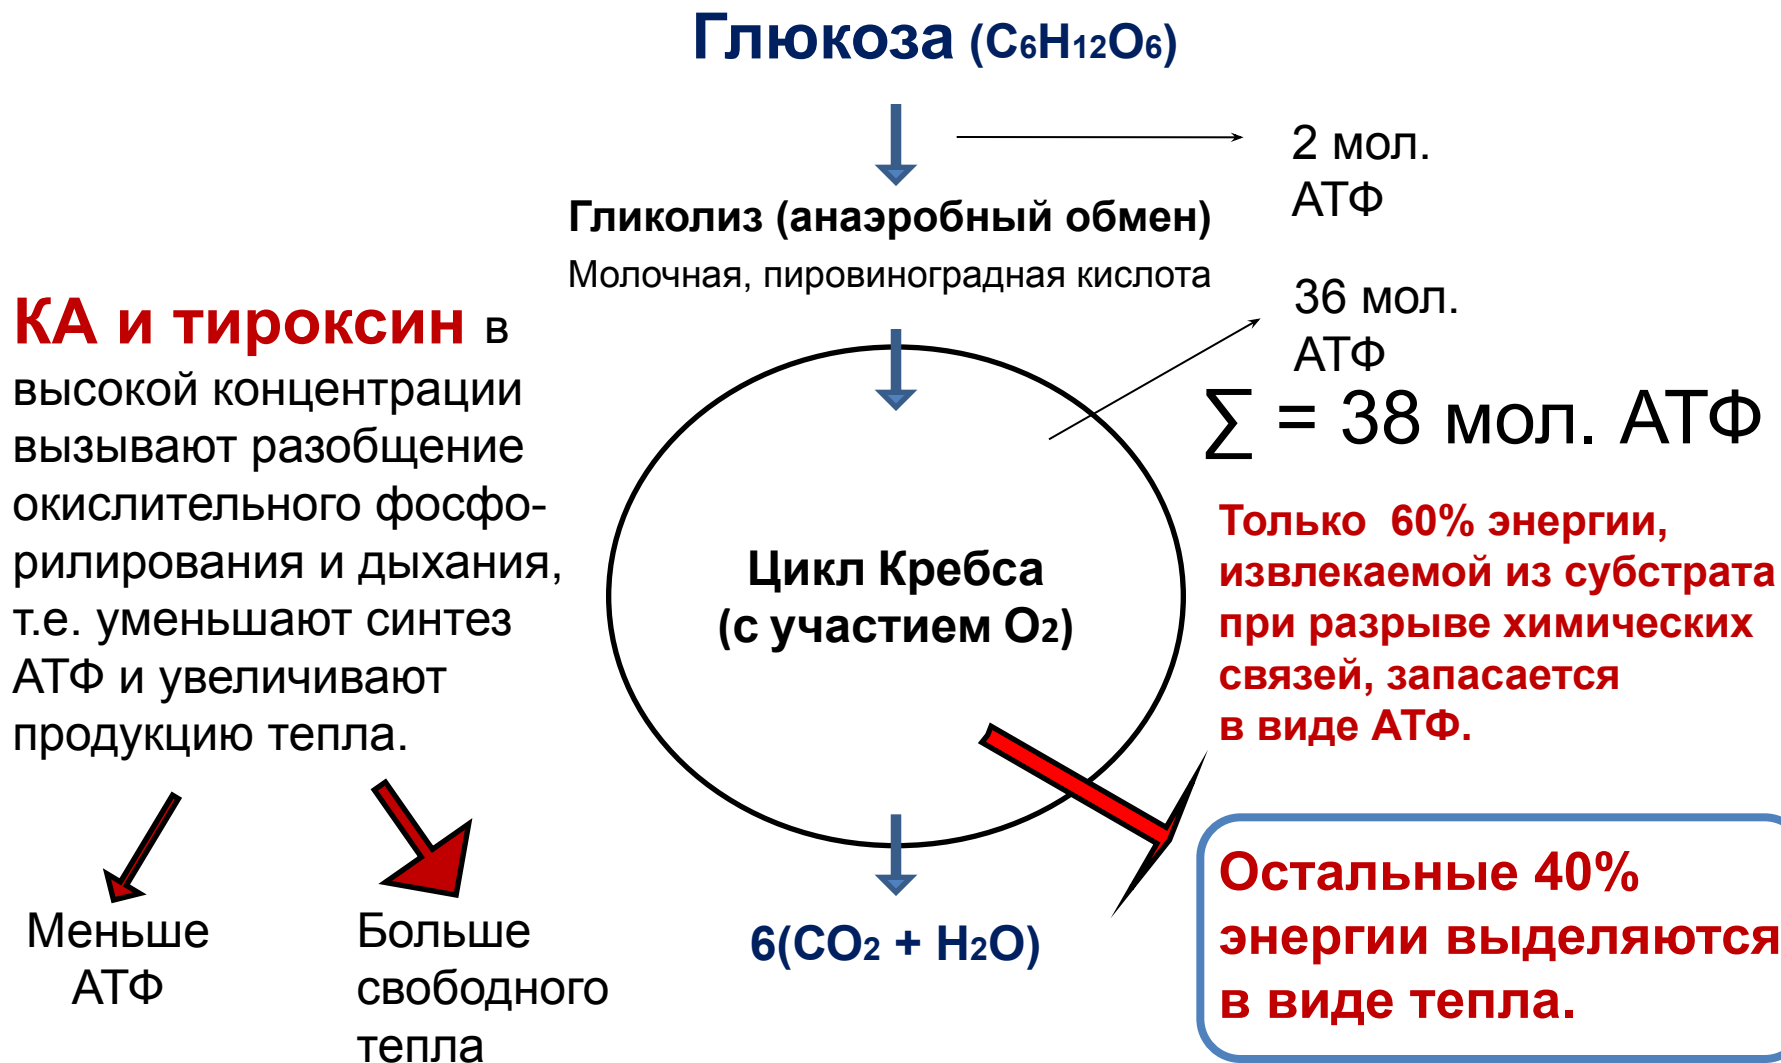 Глюкоза (C₆H₁₂O₆)
2 мол.
АТФ
Гликолиз (анаэробный обмен)
Молочная, пировиноградная кислота
36 мол.
АТФ
∑ = 38 мол. АТФ
КА и тироксин в
высокой концентрации
вызывают разобщение
окислительного фосфо-
рилирования и дыхания,
т.е. уменьшают синтез
АТФ и увеличивают
продукцию тепла.
Меньше
АТФ
Больше
свободного
тепла
Цикл Кребса
(с участием О₂)
6(CO₂ + H₂O)
Только 60% энергии,
извлекаемой из субстрата
при разрыве химических
связей, запасается
в виде АТФ.
Остальные 40%
энергии выделяются
в виде тепла.